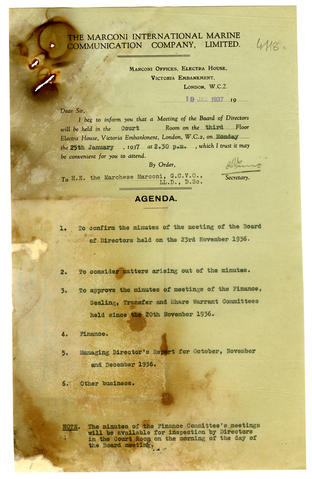 THE MARCONI INTERNATIONAL MARINE
COMMUNICATION COMPANY, LIMITED.
4118.
MARCONI OFFICES, ELECTRA HOUSE,
VICTORIA EMBANKMENT,
LONDON, W.C.2
19 JAN 1937 19
Dear Sir,
I beg to inform you that a Meeting of the Board of Directors
will be held in the Court Room on the third Floor
Electra House, Victoria Embankment, London, W.C.2, on Monday
the 25th January, 1937 at 2.30 p.m., which I trust it may
be convenient for you to attend.
By Order,
To H.E. the Marchese Marconi, G.C.V.O., Secretary.
LL.D., D.Sc.
AGENDA.
1. To confirm the minutes of the meeting of the Board
of Directors held on the 23rd November 1936.
2. To consider matters arising out of the minutes.
3. To approve the minutes of meetings of the Finance,
Sealing, Transfer and Share Warrant Committees
held since the 20th November 1936.
4. Finance.
5. Managing Director's Report for October, November
and December 1936.
6. Other business.
NOTE. The minutes of the Finance Committee's meetings
will be available for inspection by Directors
in the Court Room on the morning of the day of
the Board meeting.